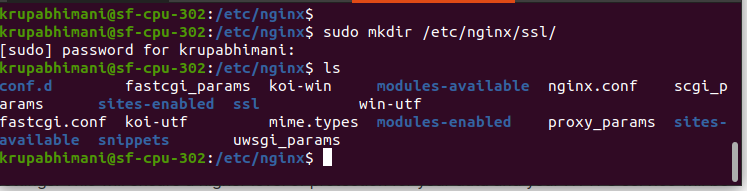 krupabhimani@sf-cpu-302:/etc/nginx$
krupabhimani@sf-cpu-302:/etc/nginx$ sudo mkdir /etc/nginx/ssl/
[sudo] password for krupabhimani:
krupabhimani@sf-cpu-302:/etc/nginx$ ls
conf.d fastcgi_params koi-win modules-available nginx.conf scgi_p
arams sites-enabled ssl win-utf
fastcgi.conf koi-utf mime.types modules-enabled proxy_params sites-
available snippets uwsgi_params
krupabhimani@sf-cpu-302:/etc/nginx$